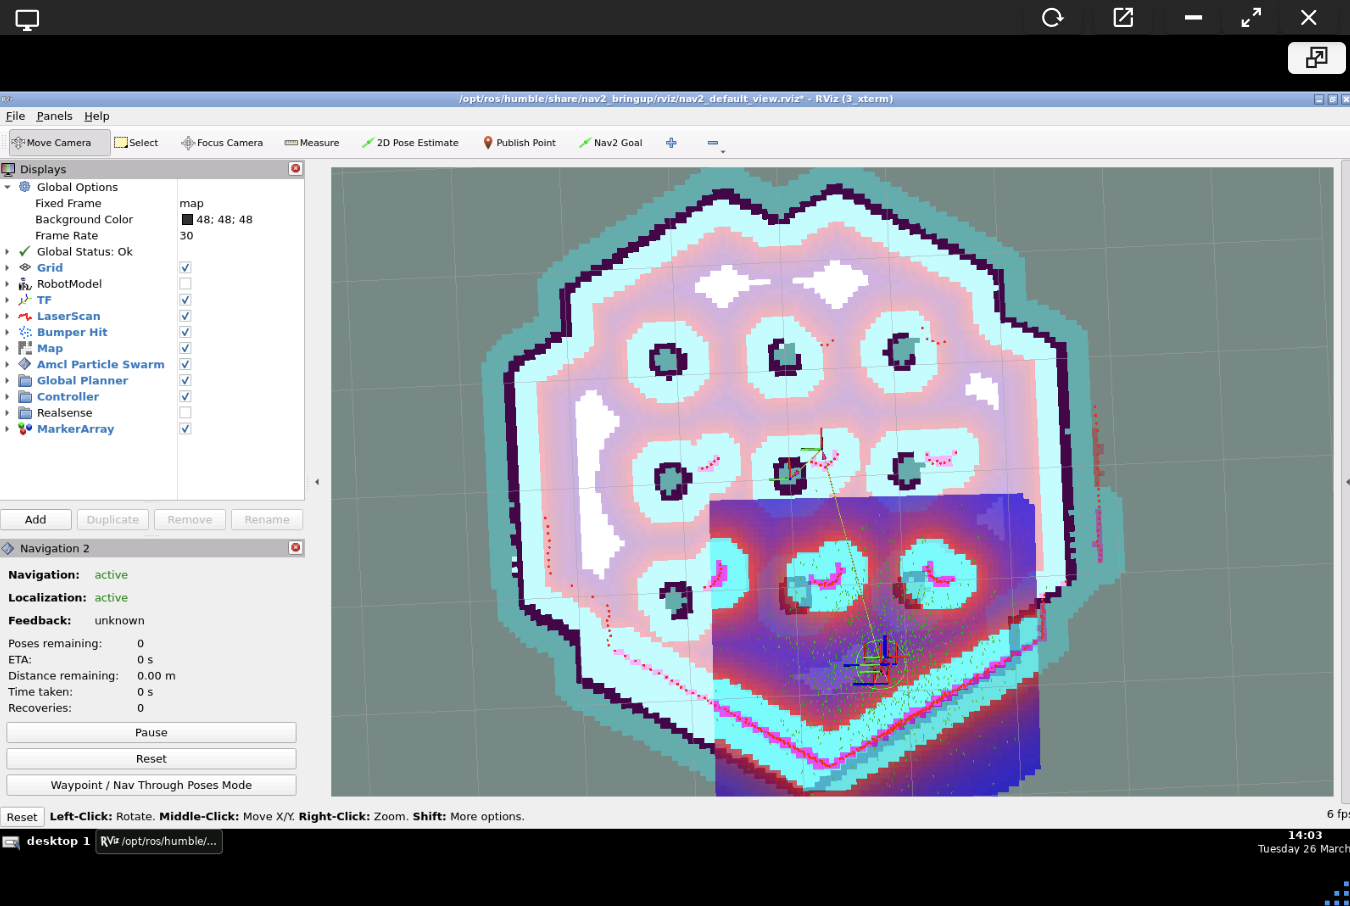 /opt/ros/humble/share/nav2_bringup/rviz/nav2_default_view.rviz* - RViz (3_xterm)
File Panels Help
Move Camera Select Focus Camera Measure 2D Pose Estimate Publish Point Nav2 Goal
Displays
Global Options
Fixed Frame map
Background Color 48; 48; 48
Frame Rate 30
Global Status: Ok
Grid
RobotModel
TF
LaserScan
Bumper Hit
Map
Amcl Particle Swarm
Global Planner
Controller
Realsense
MarkerArray
Add Duplicate Remove Rename
Navigation 2
Navigation: active
Localization: active
Feedback: unknown
Poses remaining: 0
ETA: 0 s
Distance remaining: 0.00 m
Time taken: 0 s
Recoveries: 0
Pause
Reset
Waypoint / Nav Through Poses Mode
Reset Left-Click: Rotate. Middle-Click: Move X/Y. Right-Click: Zoom. Shift: More options. 6 fps
desktop 1 RViz /opt/ros/humble/... 14:03
Tuesday 26 March